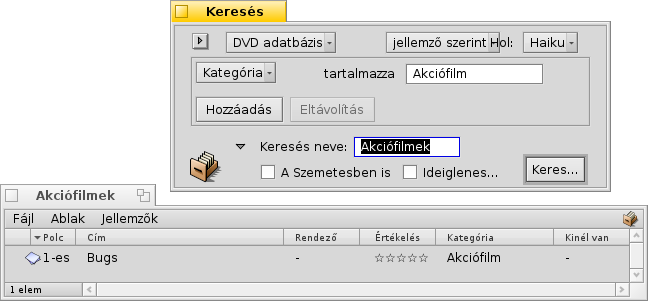 Keresés
DVD adatbázis jellemző szerint Hol: Haiku
Kategória tartalmazza Akciófilm
Hozzáadás Eltávolítás
Keresés neve: Akciófilmek
A Szemetesben is Ideiglenes... Keres...
Akciófilmek
Fájl Ablak Jellemzők
Polc Cím Rendező Értékelés Kategória Kinél van
1-es Bugs - ☆☆☆☆☆ Akciófilm -
1 elem